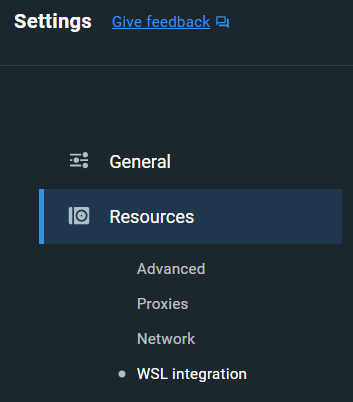 Settings Give feedback
General
Resources
Advanced
Proxies
Network
WSL integration